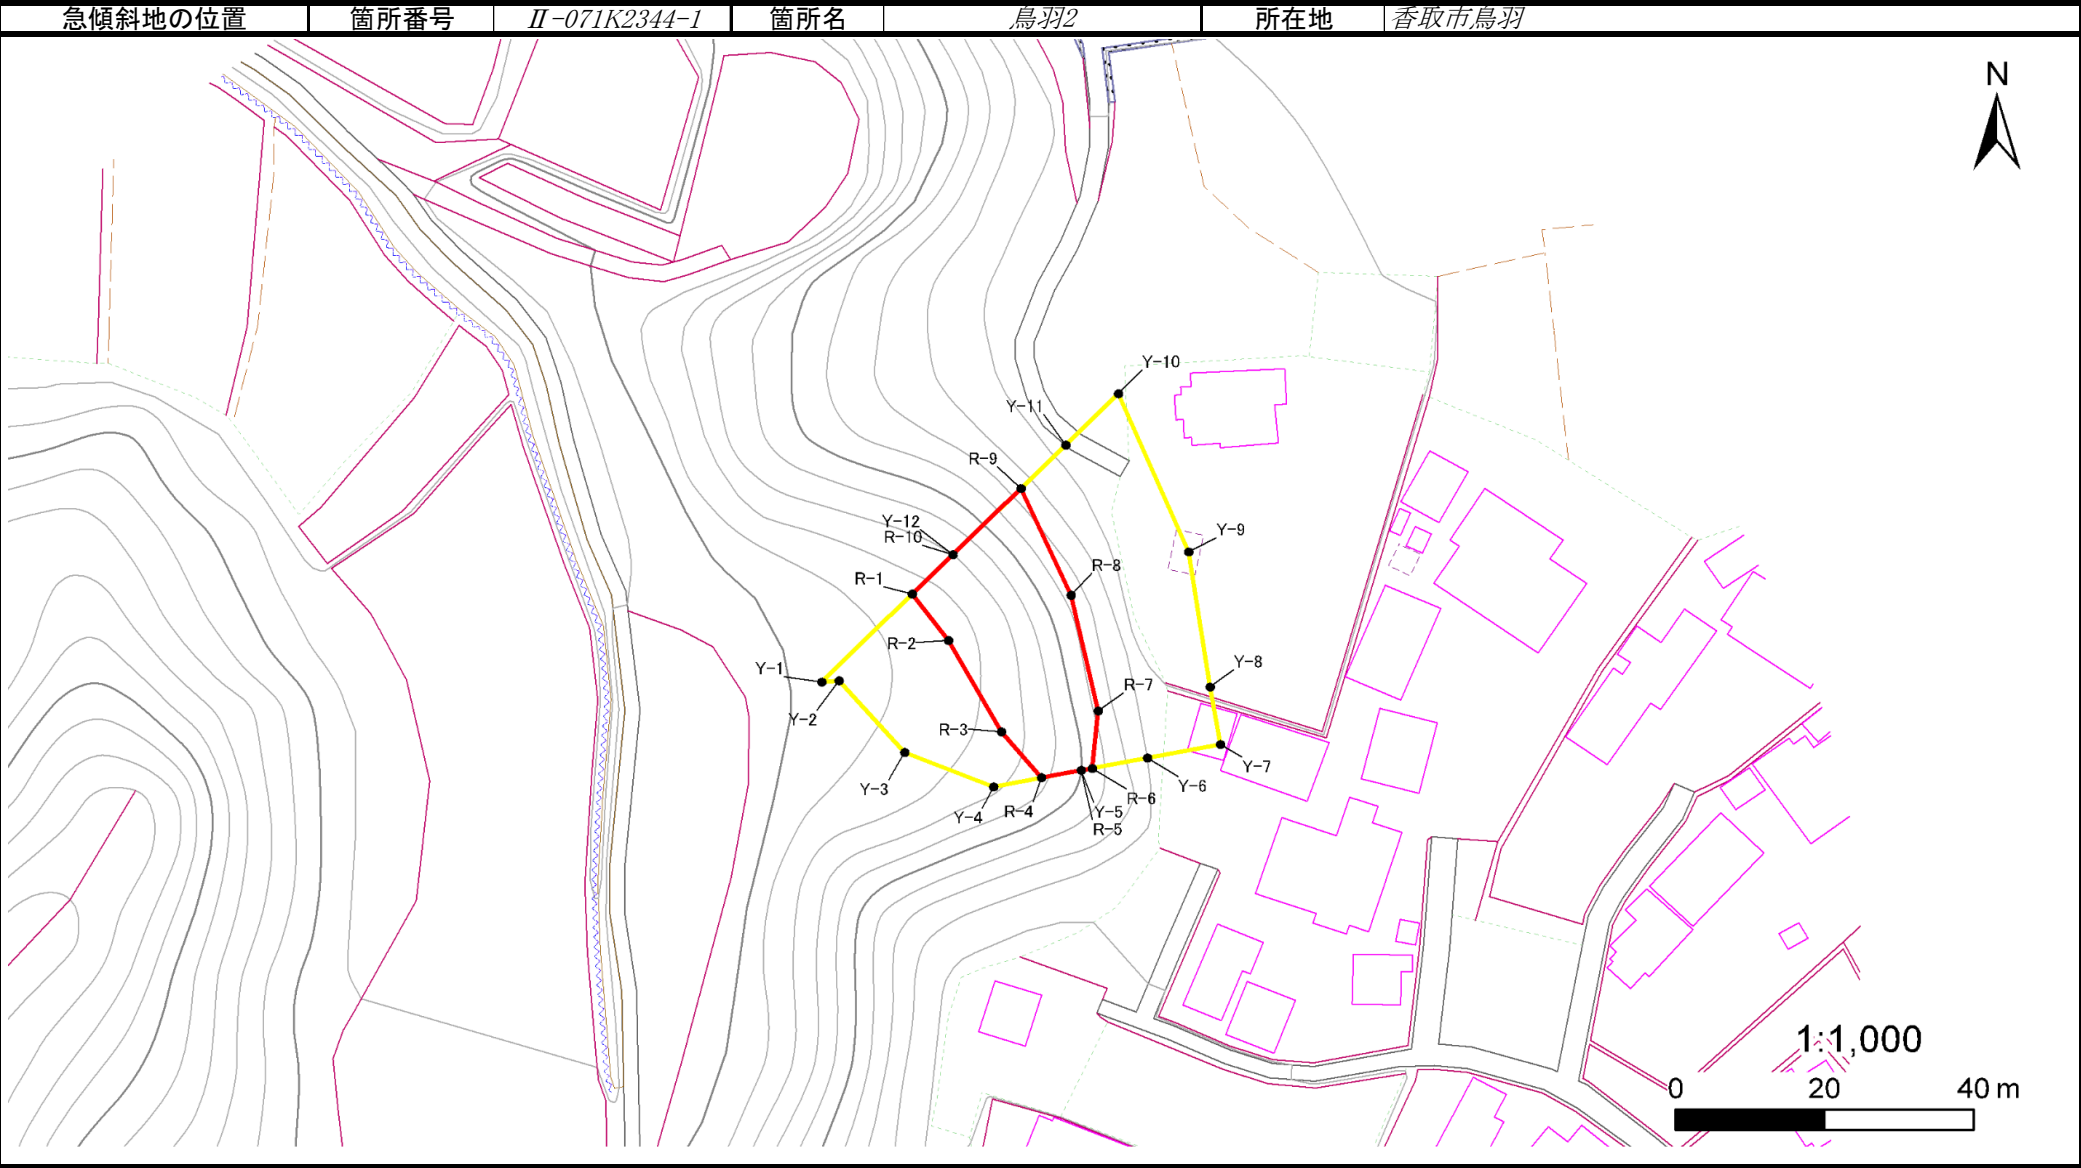 急傾斜地の位置 箇所番号 Ⅱ-071K2344-1 箇所名 鳥羽2 所在地 香取市鳥羽
N
Y-10
Y-11
R-9
Y-12
R-10
Y-9
R-8
R-1
R-2
Y-1
Y-8
R-7
Y-2
R-3
Y-7
Y-3
Y-6
R-6
R-4
Y-5
Y-4
R-5
1:1,000
0 20 40 m